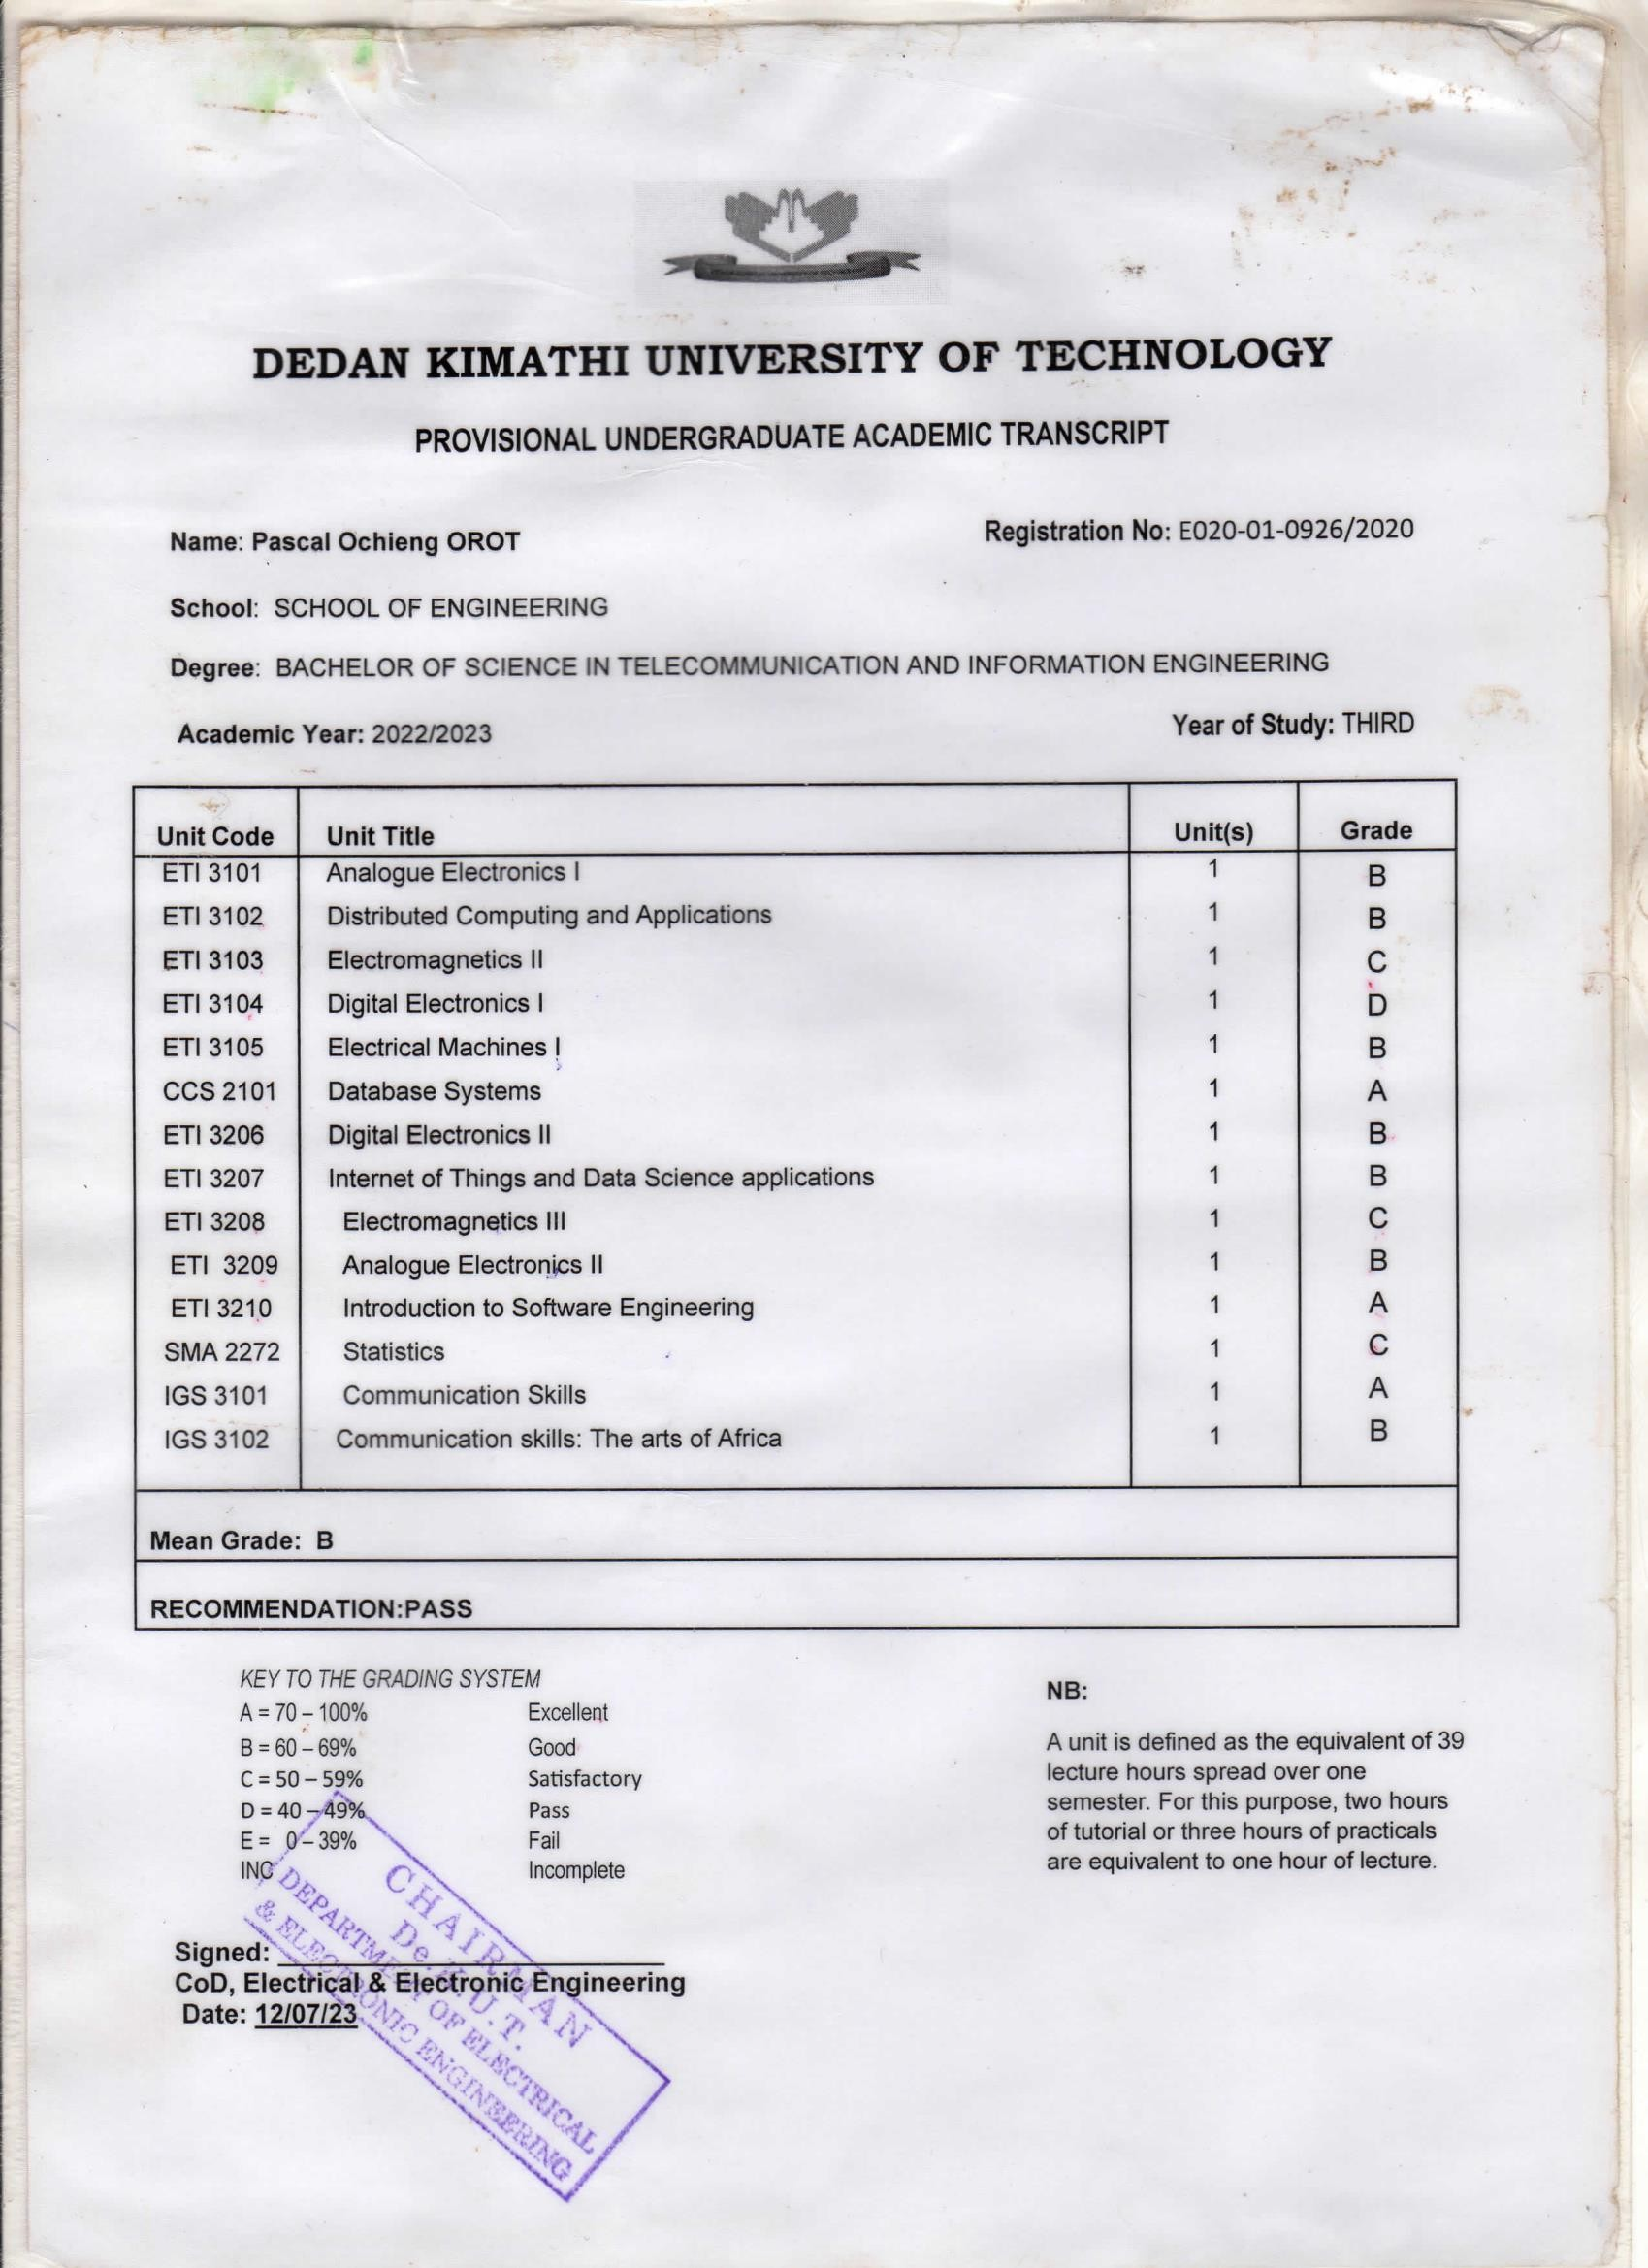 DEDAN KIMATHI UNIVERSITY OF TECHNOLOGY
PROVISIONAL UNDERGRADUATE ACADEMIC TRANSCRIPT
Name: Pascal Ochieng OROT Registration No: E020-01-0926/2020
School: SCHOOL OF ENGINEERING
Degree: BACHELOR OF SCIENCE IN TELECOMMUNICATION AND INFORMATION ENGINEERING
Academic Year: 2022/2023 Year of Study: THIRD
Unit Code Unit Title Unit(s) Grade
ETI 3101 Analogue Electronics I 1 B
ETI 3102 Distributed Computing and Applications 1 B
ETI 3103 Electromagnetics II 1 C
ETI 3104 Digital Electronics I 1 D
ETI 3105 Electrical Machines I 1 B
CCS 2101 Database Systems 1 A
ETI 3206 Digital Electronics II 1 B
ETI 3207 Internet of Things and Data Science applications 1 B
ETI 3208 Electromagnetics III 1 C
ETI 3209 Analogue Electronics II 1 B
ETI 3210 Introduction to Software Engineering 1 A
SMA 2272 Statistics 1 C
IGS 3101 Communication Skills 1 A
IGS 3102 Communication skills: The arts of Africa 1 B
Mean Grade: B
RECOMMENDATION:PASS
KEY TO THE GRADING SYSTEM
A = 70 – 100% Excellent
B = 60 – 69% Good
C = 50 – 59% Satisfactory
D = 40 – 49% Pass
E = 0 – 39% Fail
INC Incomplete
NB:
A unit is defined as the equivalent of 39
lecture hours spread over one
semester. For this purpose, two hours
of tutorial or three hours of practicals
are equivalent to one hour of lecture.
Signed:
CoD, Electrical & Electronic Engineering
Date: 12/07/23
CHAIRMAN
De.K.U.T.
DEPARTMENT OF ELECTRICAL
& ELECTRONIC ENGINEERING